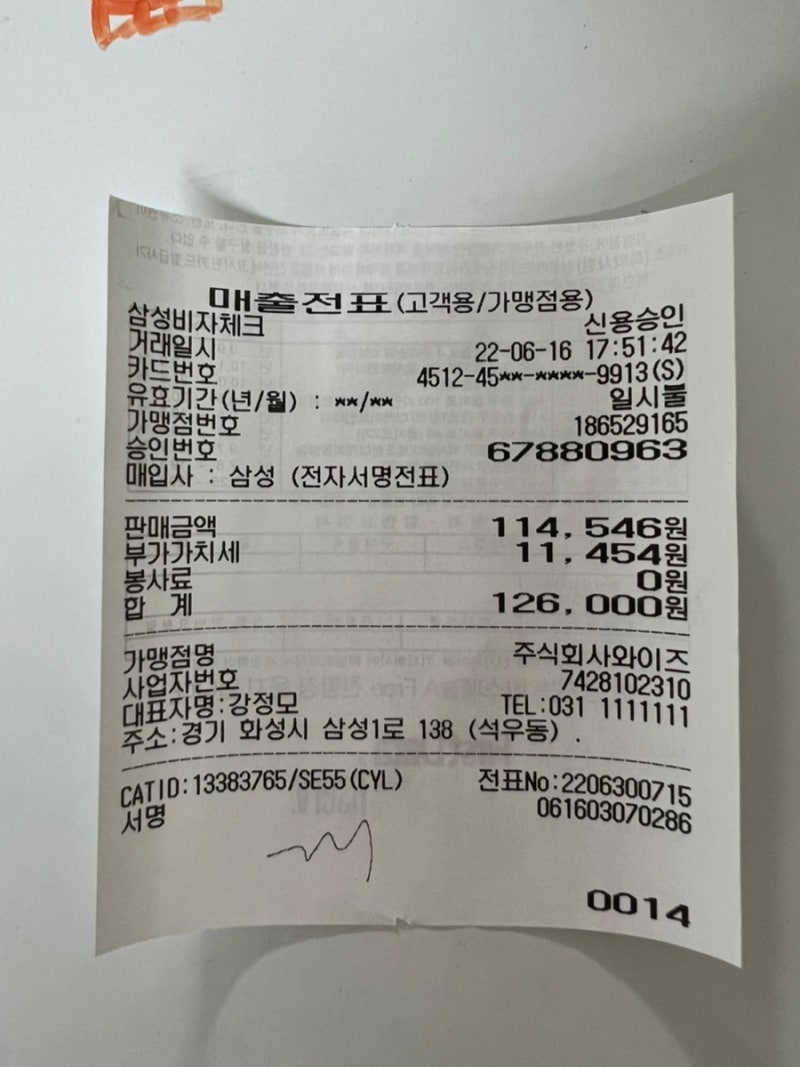 매출전표(고객용/가맹점용)
삼성비자체크 신용승인
거래일시 22-06-16 17:51:42
카드번호 4512-45**-****-9913(S)
유효기간(년/월) : **/** 일시불
가맹점번호 186529165
승인번호 67880963
매입사 : 삼성 (전자서명전표)
판매금액 114,546원
부가가치세 11,454원
봉사료 0원
합 계 126,000원
가맹점명 주식회사와이즈
사업자번호 7428102310
대표자명:강정모 TEL:031 1111111
주소:경기 화성시 삼성1로 138 (석우동) .
CATID:13383765/SE55(CYL) 전표No:2206300715
서명 061603070286
0014